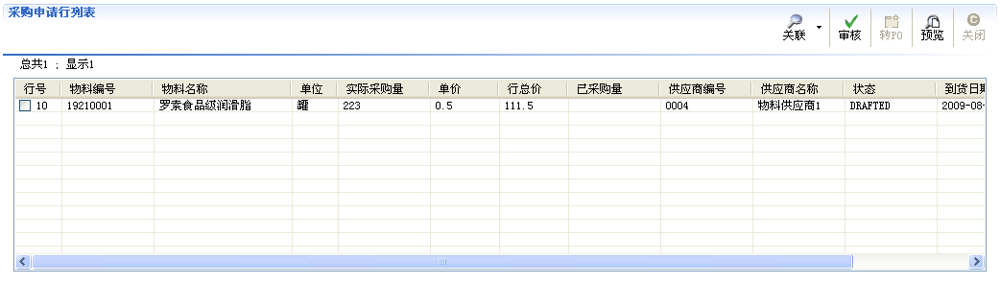 采购申请行列表
关联 审核 转PO 预览 关闭
总共1 ; 显示1
行号 物料编号 物料名称 单位 实际采购量 单价 行总价 已采购量 供应商编号 供应商名称 状态 到货日期
10 19210001 罗索食品级润滑脂 罐 223 0.5 111.5 0004 物料供应商1 DRAFTED 2009-08-